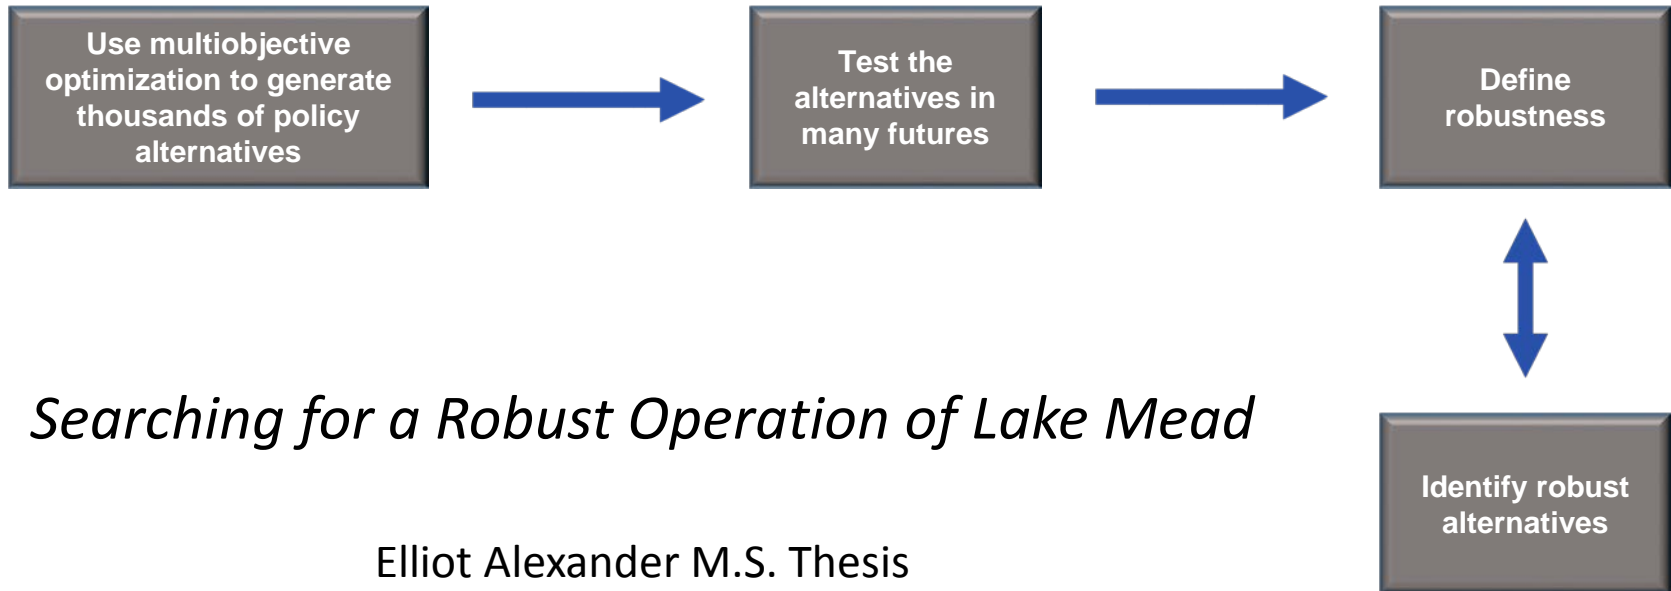 Use multiobjective
optimization to generate
thousands of policy
alternatives
Test the
alternatives in
many futures
Define
robustness
Identify robust
alternatives
Searching for a Robust Operation of Lake Mead
Elliot Alexander M.S. Thesis